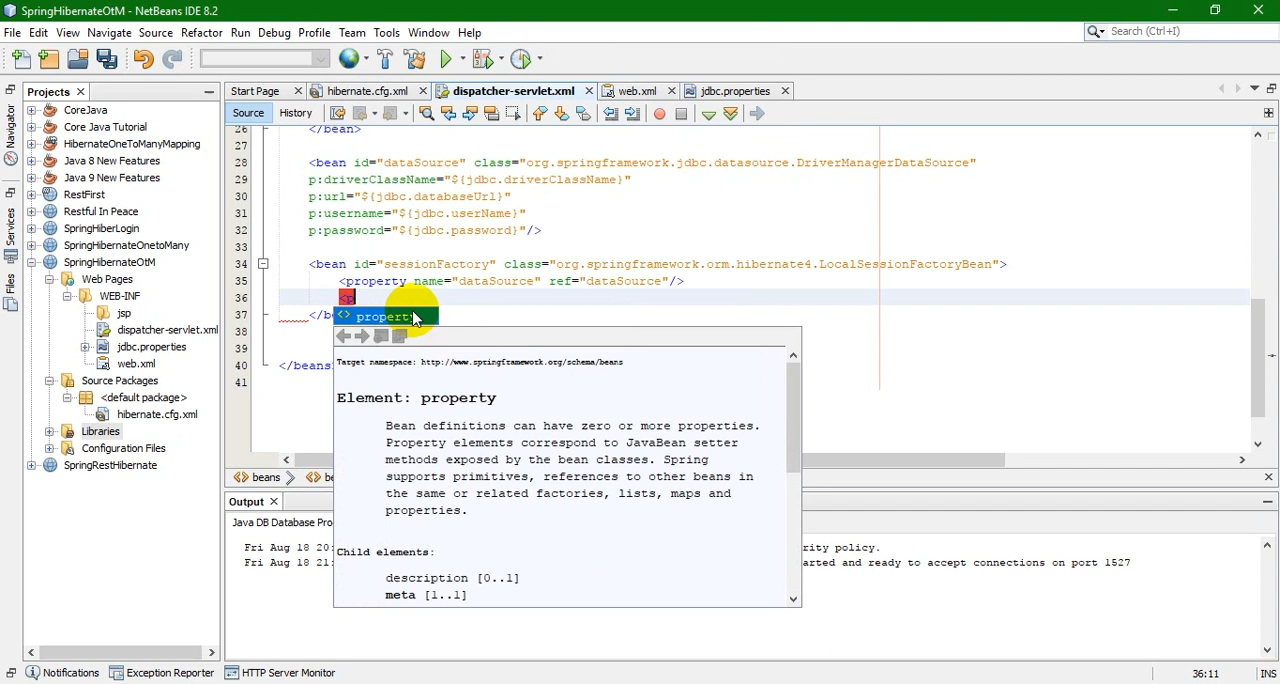 SpringHibernateOtM - NetBeans IDE 8.2
File Edit View Navigate Source Refactor Run Debug Profile Team Tools Window Help
Search (Ctrl+I)
Projects
Start Page
hibernate.cfg.xml
dispatcher-servlet.xml
web.xml
jdbc.properties
Source
History
Navigator
Services
Files
CoreJava
Core Java Tutorial
HibernateOneToManyMapping
Java 8 New Features
Java 9 New Features
RestFirst
Restful In Peace
SpringHiberLogin
SpringHibernateOnetoMany
SpringHibernateOtM
Web Pages
WEB-INF
jsp
dispatcher-servlet.xml
jdbc.properties
web.xml
Source Packages
<default package>
hibernate.cfg.xml
Libraries
Configuration Files
SpringRestHibernate
26 </bean>
27
28 <bean id="dataSource" class="org.springframework.jdbc.datasource.DriverManagerDataSource"
29 p:driverClassName="${jdbc.driverClassName}"
30 p:url="${jdbc.databaseUrl}"
31 p:username="${jdbc.userName}"
32 p:password="${jdbc.password}"/>
33
34 <bean id="sessionFactory" class="org.springframework.orm.hibernate4.LocalSessionFactoryBean">
35 <property name="dataSource" ref="dataSource"/>
36 <p
37 </b
38
39
40 </beans
41
<> property
Target namespace: http://www.springframework.org/schema/beans
Element: property
Bean definitions can have zero or more properties.
Property elements correspond to JavaBean setter
methods exposed by the bean classes. Spring
supports primitives, references to other beans in
the same or related factories, lists, maps and
properties.
Child elements:
description [0..1]
meta [1..1]
beans
be
Output
Java DB Database Pro
Fri Aug 18 20: rity policy.
Fri Aug 18 21: arted and ready to accept connections on port 1527
Notifications
Exception Reporter
HTTP Server Monitor
36:11
INS